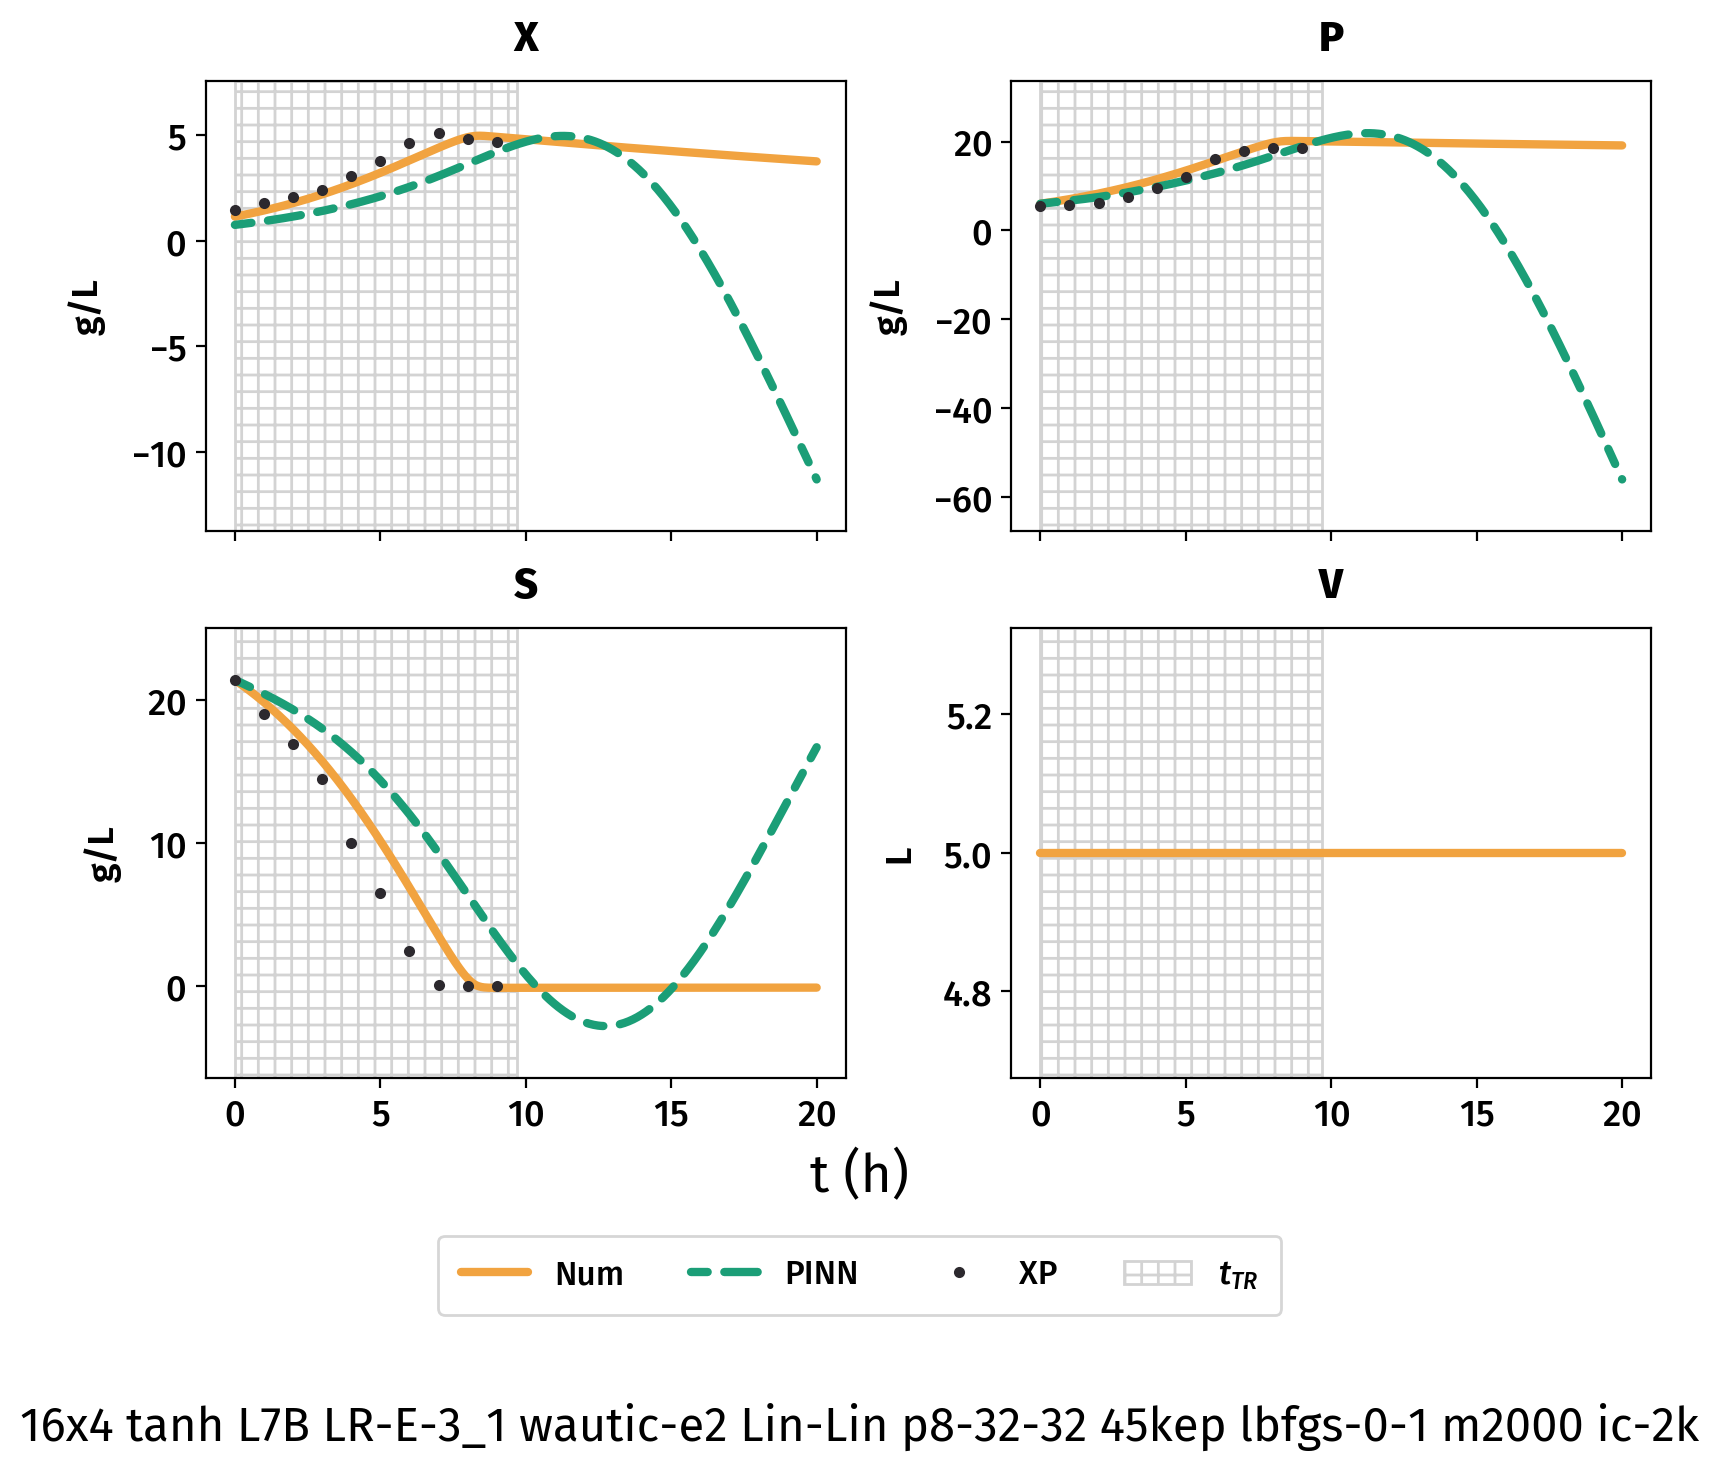 X
P
5
0
−5
−10
g/L
20
0
−20
−40
−60
g/L
S
V
20
10
0
g/L
5.2
5.0
4.8
L
0 5 10 15 20
0 5 10 15 20
t (h)
Num PINN XP tTR
16x4 tanh L7B LR-E-3_1 wautic-e2 Lin-Lin p8-32-32 45kep lbfgs-0-1 m2000 ic-2k